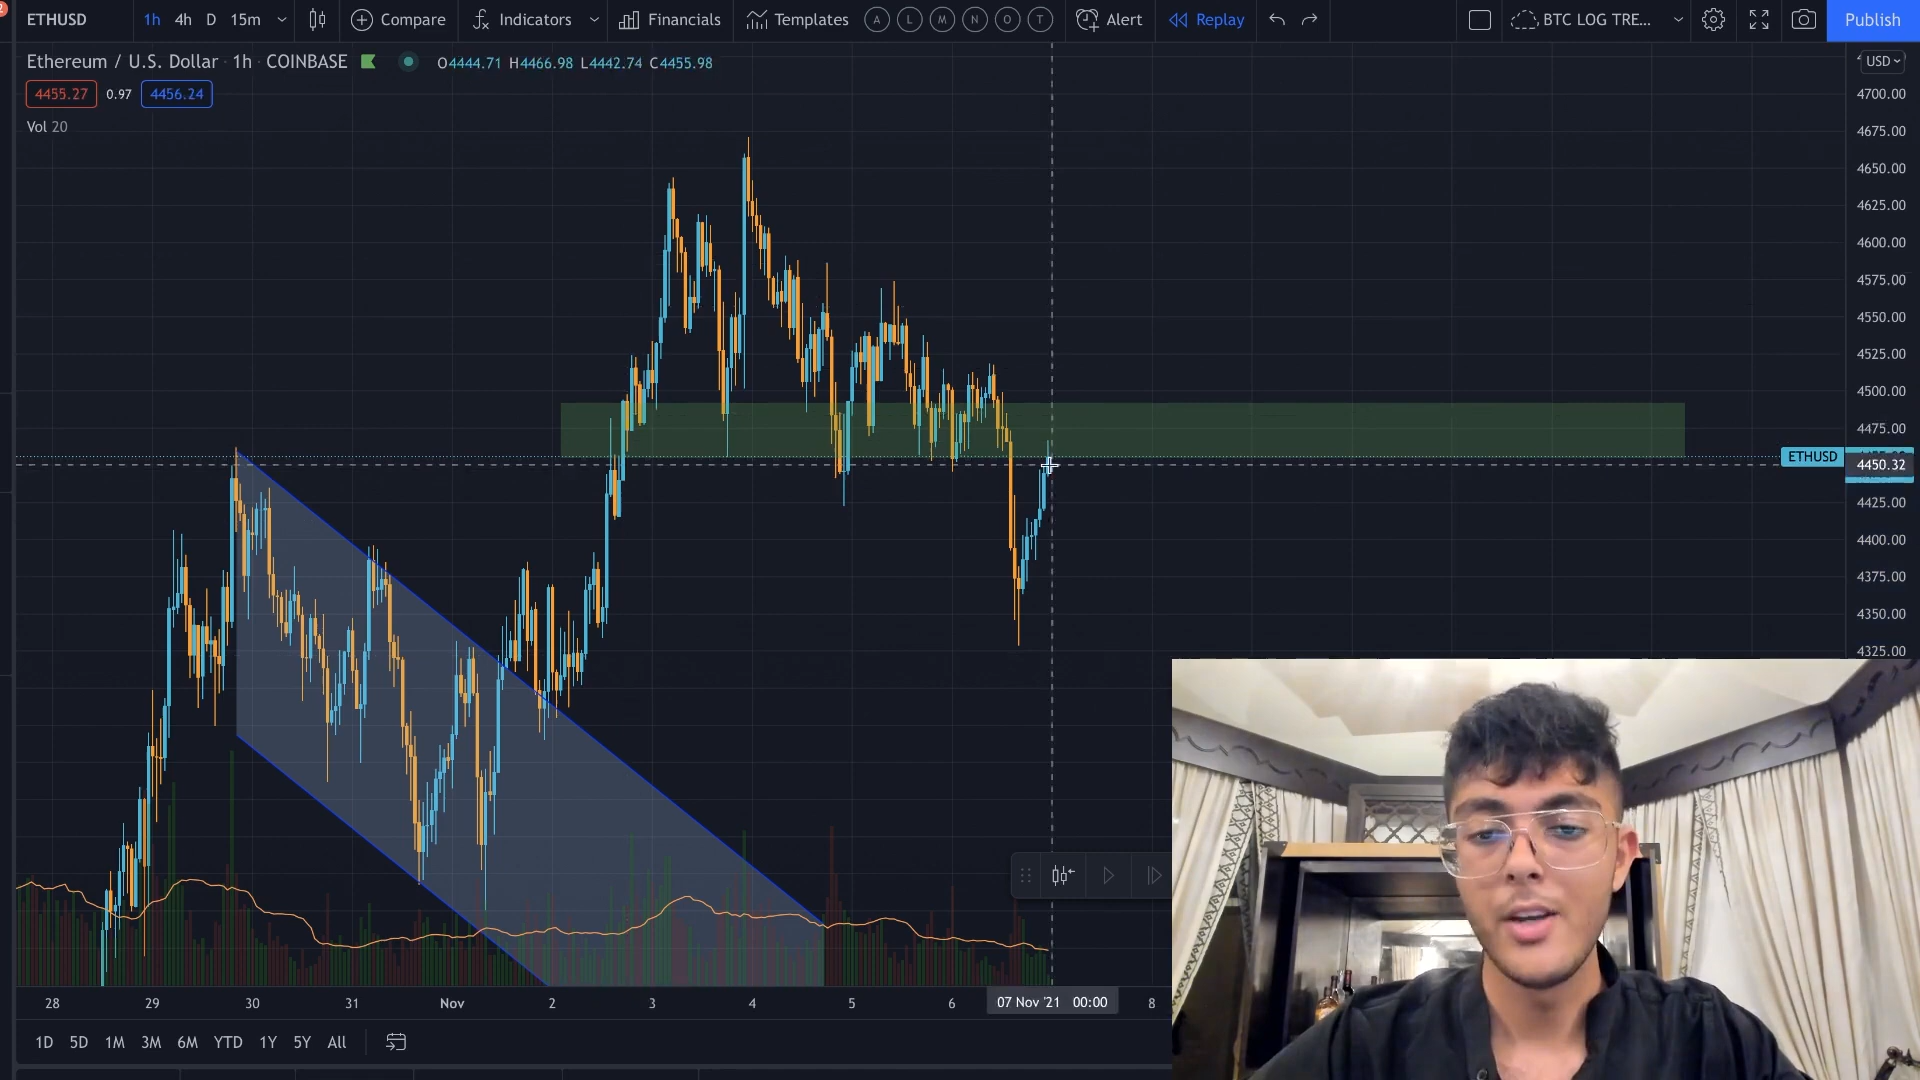 ETHUSD 1h 4h D 15m Compare Indicators Financials Templates A L M N O T Alert Replay BTC LOG TRE... Publish
Ethereum / U.S. Dollar · 1h · COINBASE O4444.71 H4466.98 L4442.74 C4455.98 USD
4455.27 0.97 4456.24
4700.00
Vol 20
4675.00
4650.00
4625.00
4600.00
4575.00
4550.00
4525.00
4500.00
4475.00
ETHUSD
4450.32
4425.00
4400.00
4375.00
4350.00
4325.00
28 29 30 31 Nov 2 3 4 5 6 07 Nov '21 00:00 8
1D 5D 1M 3M 6M YTD 1Y 5Y All